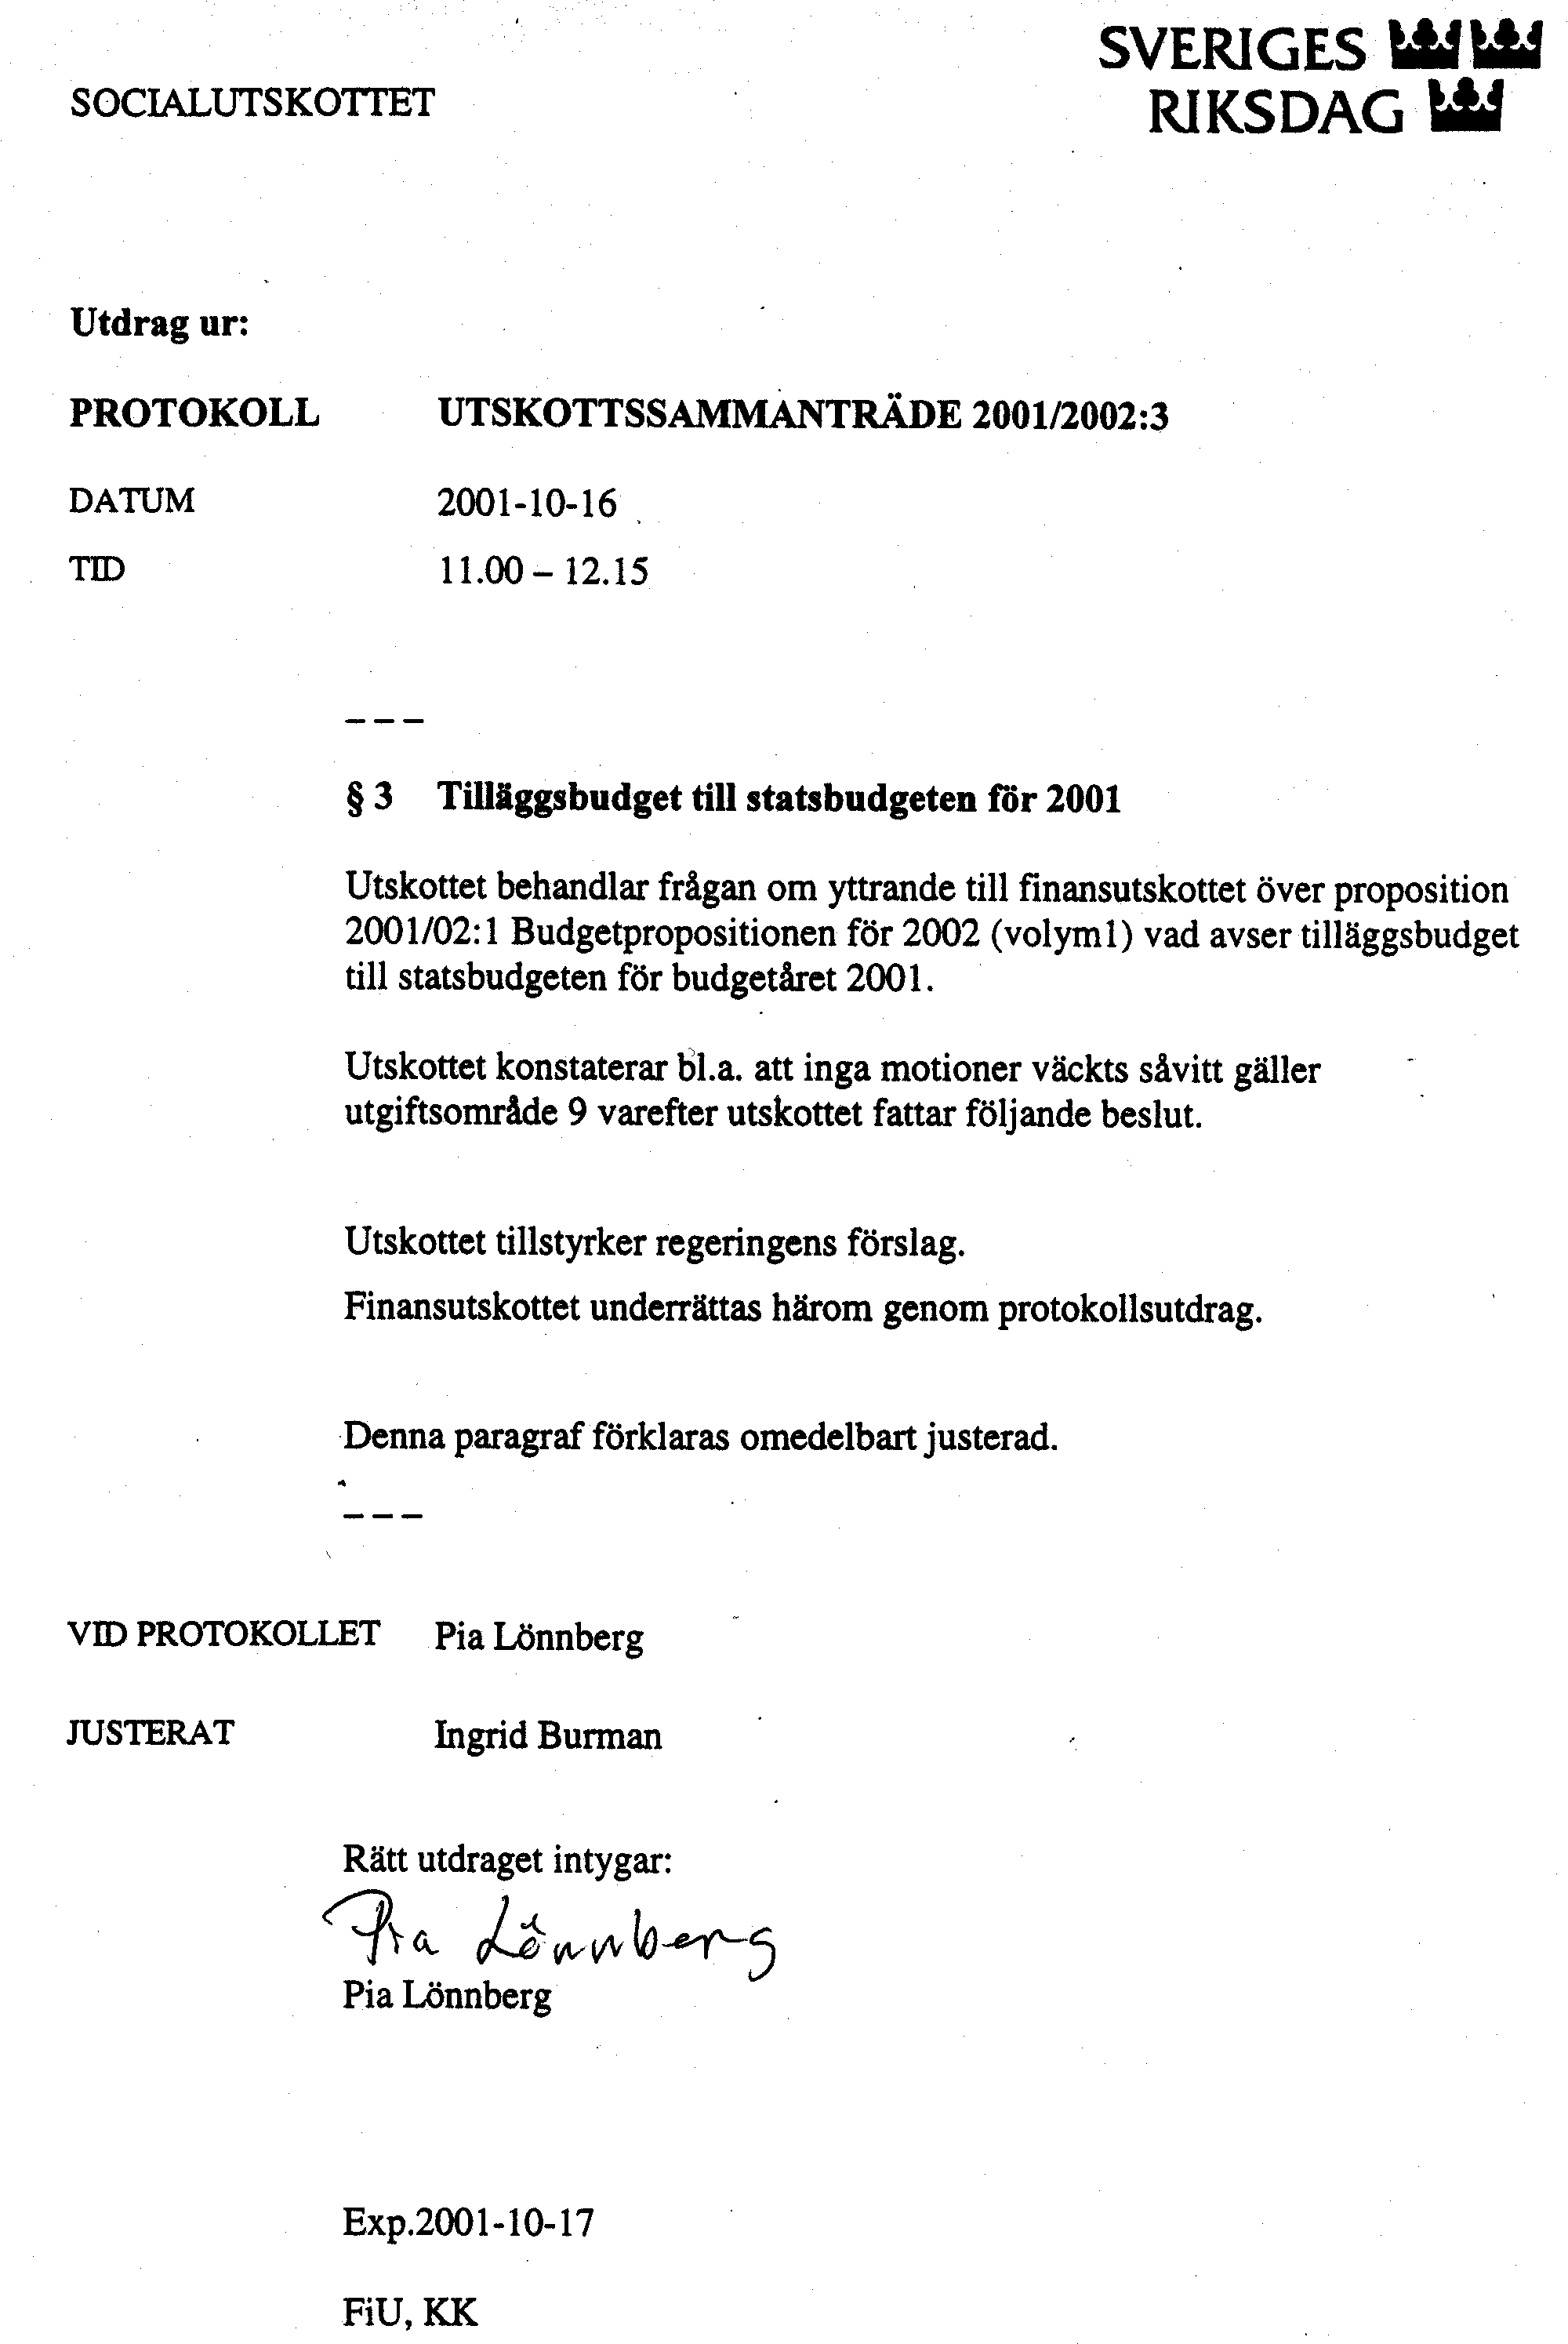 SOCIALUTSKOTTET
SVERIGES
RIKSDAG
Utdrag ur:
PROTOKOLL UTSKOTTSSAMMANTRÄDE 2001/2002:3
DATUM 2001-10-16
TID 11.00 – 12.15
– – –
§ 3 Tilläggsbudget till statsbudgeten för 2001
Utskottet behandlar frågan om yttrande till finansutskottet över proposition
2001/02:1 Budgetpropositionen för 2002 (volym1) vad avser tilläggsbudget
till statsbudgeten för budgetåret 2001.
Utskottet konstaterar bl.a. att inga motioner väckts såvitt gäller
utgiftsområde 9 varefter utskottet fattar följande beslut.
Utskottet tillstyrker regeringens förslag.
Finansutskottet underrättas härom genom protokollsutdrag.
Denna paragraf förklaras omedelbart justerad.
– – –
VID PROTOKOLLET Pia Lönnberg
JUSTERAT Ingrid Burman
Rätt utdraget intygar:
Pia Lönnberg
Pia Lönnberg
Exp.2001-10-17
FiU, KK